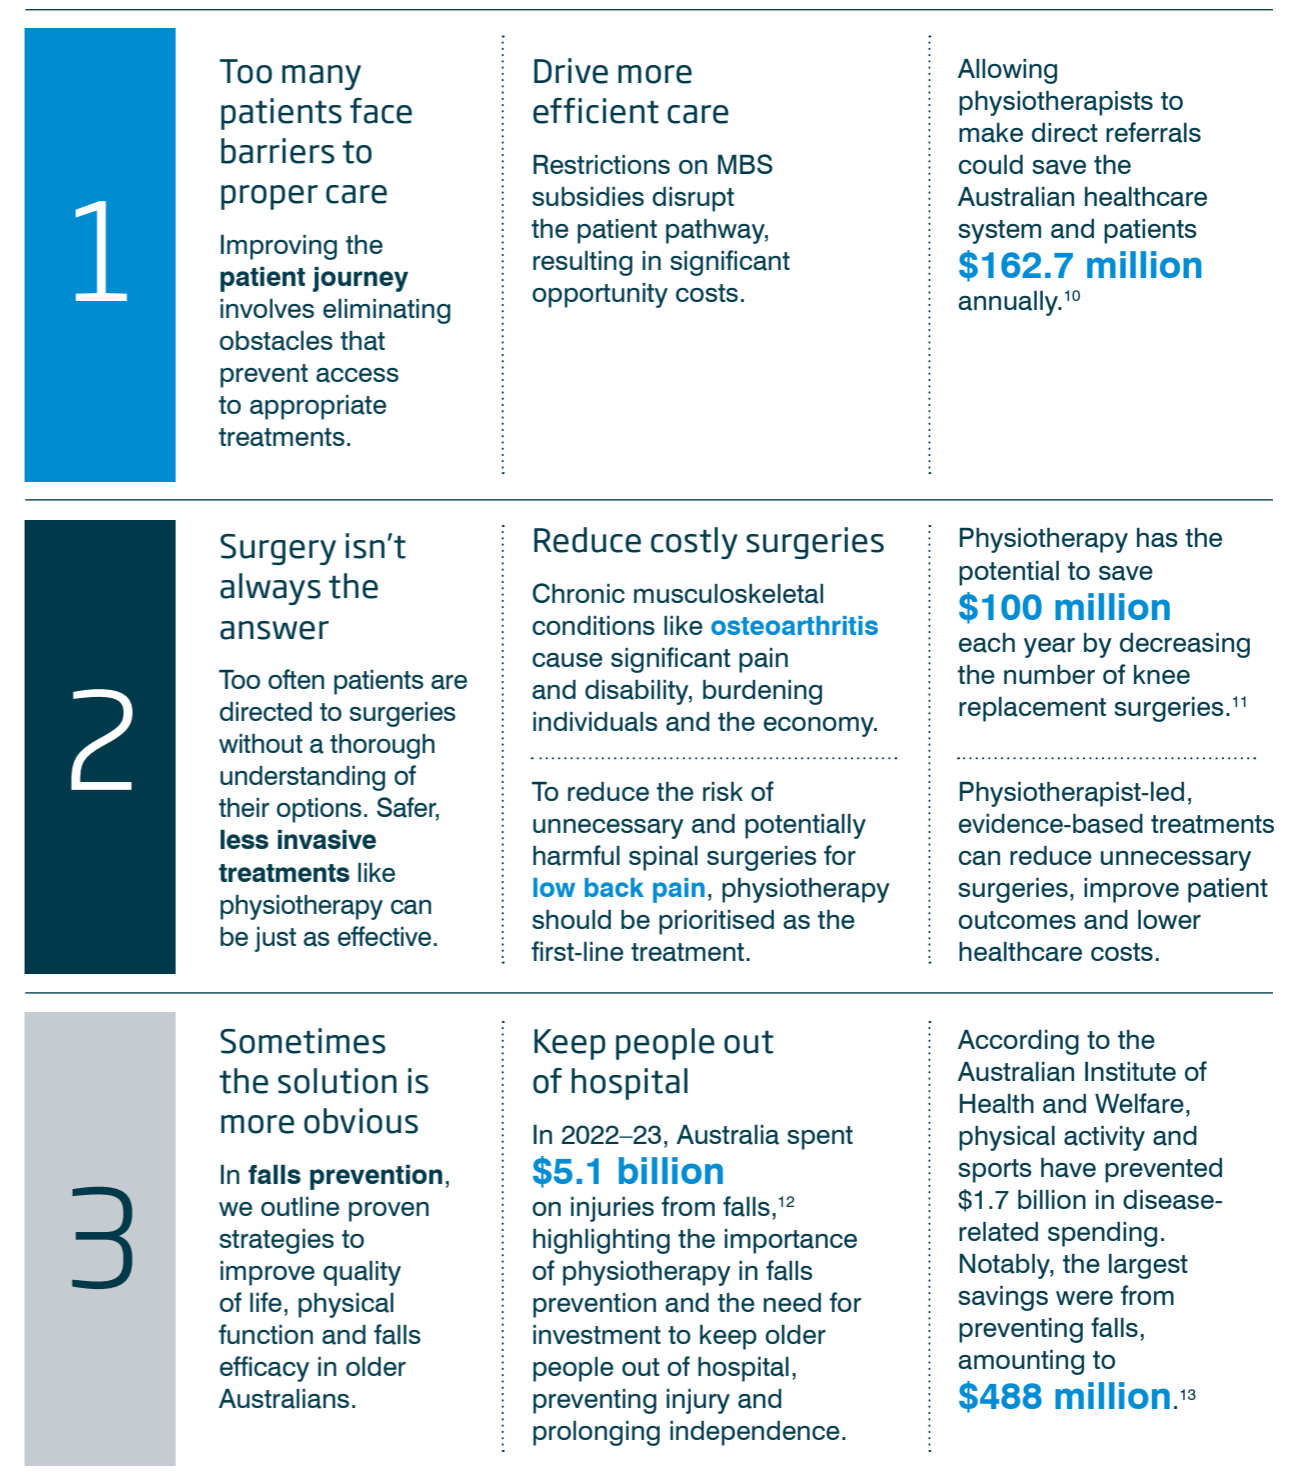 1
Too many
patients face
barriers to
proper care
Improving the
patient journey
involves eliminating
obstacles that
prevent access
to appropriate
treatments.
Drive more
efficient care
Restrictions on MBS
subsidies disrupt
the patient pathway,
resulting in significant
opportunity costs.
Allowing
physiotherapists to
make direct referrals
could save the
Australian healthcare
system and patients
$162.7 million
annually.10
2
Surgery isn't
always the
answer
Too often patients are
directed to surgeries
without a thorough
understanding of
their options. Safer,
less invasive
treatments like
physiotherapy can
be just as effective.
Reduce costly surgeries
Chronic musculoskeletal
conditions like osteoarthritis
cause significant pain
and disability, burdening
individuals and the economy.
To reduce the risk of
unnecessary and potentially
harmful spinal surgeries for
low back pain, physiotherapy
should be prioritised as the
first-line treatment.
Physiotherapy has the
potential to save
$100 million
each year by decreasing
the number of knee
replacement surgeries.11
Physiotherapist-led,
evidence-based treatments
can reduce unnecessary
surgeries, improve patient
outcomes and lower
healthcare costs.
3
Sometimes
the solution is
more obvious
In falls prevention,
we outline proven
strategies to
improve quality
of life, physical
function and falls
efficacy in older
Australians.
Keep people out
of hospital
In 2022–23, Australia spent
$5.1 billion
on injuries from falls,12
highlighting the importance
of physiotherapy in falls
prevention and the need for
investment to keep older
people out of hospital,
preventing injury and
prolonging independence.
According to the
Australian Institute of
Health and Welfare,
physical activity and
sports have prevented
$1.7 billion in disease-
related spending.
Notably, the largest
savings were from
preventing falls,
amounting to
$488 million.13